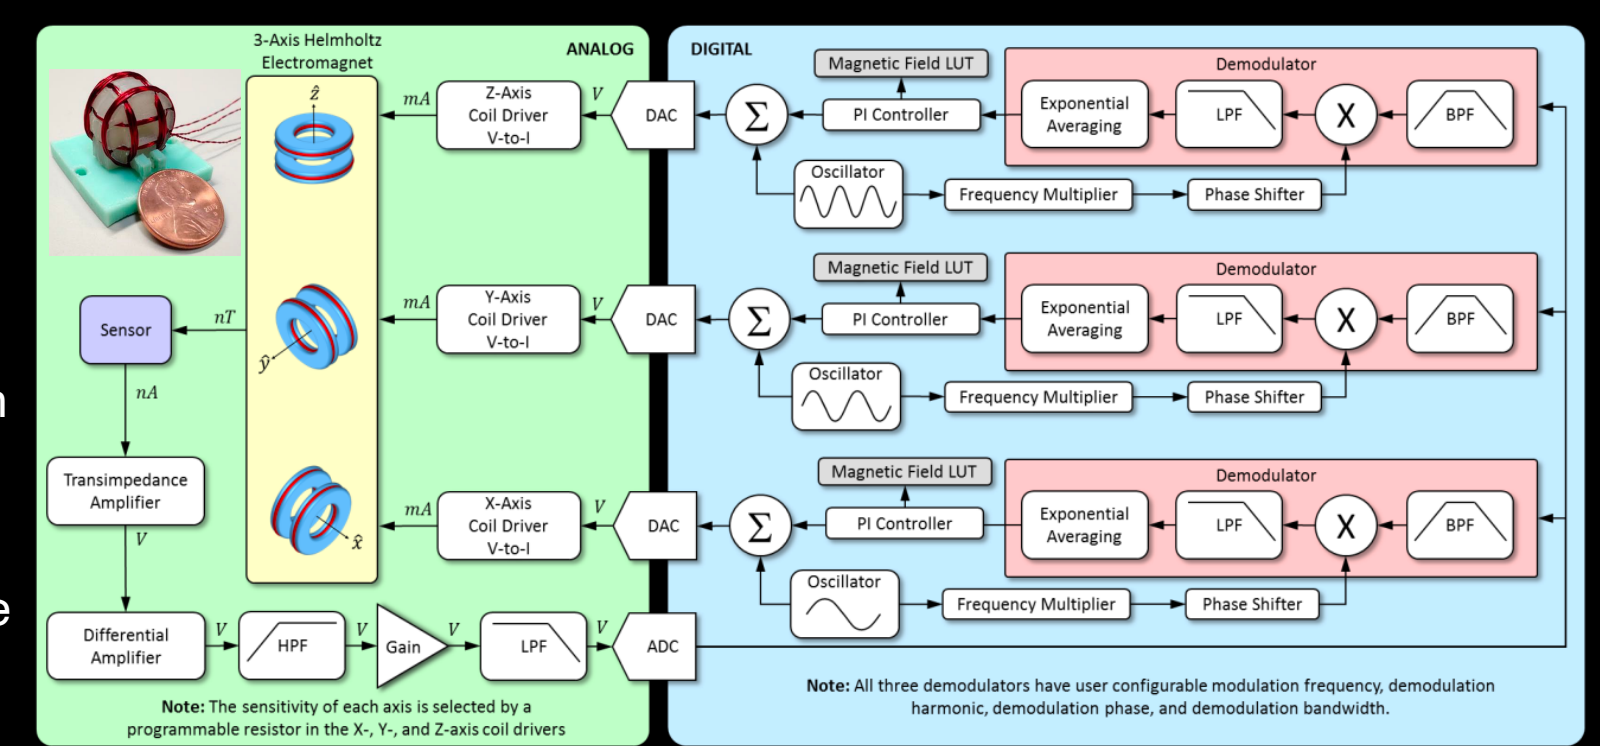 3-Axis Helmholtz
Electromagnet
ANALOG
ẑ
mA
Z-Axis
Coil Driver
V-to-I
V
DAC
ŷ
mA
Y-Axis
Coil Driver
V-to-I
V
DAC
x̂
mA
X-Axis
Coil Driver
V-to-I
V
DAC
nT
Sensor
nA
Transimpedance
Amplifier
V
Differential
Amplifier
V
HPF
V
Gain
V
LPF
V
ADC
Note: The sensitivity of each axis is selected by a
programmable resistor in the X-, Y-, and Z-axis coil drivers
DIGITAL
Magnetic Field LUT
Σ
PI Controller
Demodulator
Exponential
Averaging
LPF
X
BPF
Oscillator
Frequency Multiplier
Phase Shifter
Magnetic Field LUT
Σ
PI Controller
Demodulator
Exponential
Averaging
LPF
X
BPF
Oscillator
Frequency Multiplier
Phase Shifter
Magnetic Field LUT
Σ
PI Controller
Demodulator
Exponential
Averaging
LPF
X
BPF
Oscillator
Frequency Multiplier
Phase Shifter
Note: All three demodulators have user configurable modulation frequency, demodulation
harmonic, demodulation phase, and demodulation bandwidth.